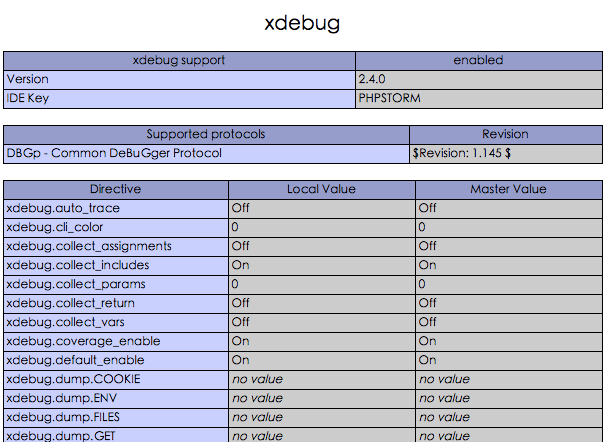 xdebug
xdebug support enabled
Version 2.4.0
IDE Key PHPSTORM
Supported protocols Revision
DBGp - Common DeBuGger Protocol $Revision: 1.145 $
Directive Local Value Master Value
xdebug.auto_trace Off Off
xdebug.cli_color 0 0
xdebug.collect_assignments Off Off
xdebug.collect_includes On On
xdebug.collect_params 0 0
xdebug.collect_return Off Off
xdebug.collect_vars Off Off
xdebug.coverage_enable On On
xdebug.default_enable On On
xdebug.dump.COOKIE no value no value
xdebug.dump.ENV no value no value
xdebug.dump.FILES no value no value
xdebug.dump.GET no value no value